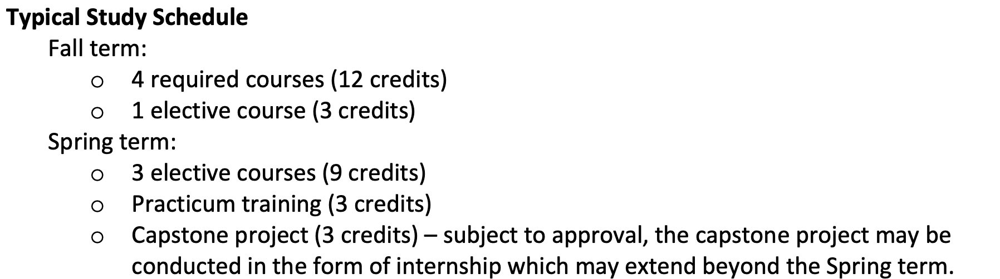 Typical Study Schedule
Fall term:
o 4 required courses (12 credits)
o 1 elective course (3 credits)
Spring term:
o 3 elective courses (9 credits)
o Practicum training (3 credits)
o Capstone project (3 credits) – subject to approval, the capstone project may be
conducted in the form of internship which may extend beyond the Spring term.